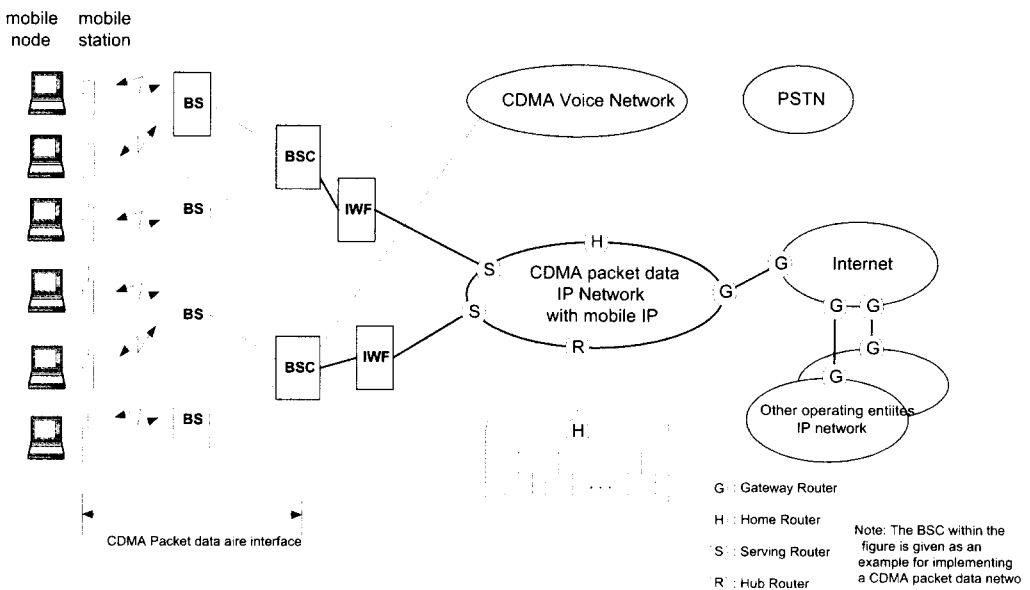 mobile node
mobile station
BS
BSC
IWF
BS
BS
BSC
IWF
BS
CDMA Voice Network
PSTN
S
H
S
CDMA packet data
IP Network
with mobile IP
G
G
Internet
G
G
R
G
G
Other operating entiites
IP network
H
...
G : Gateway Router
H : Home Router
S : Serving Router
R : Hub Router
Note: The BSC within the
figure is given as an
example for implementing
a CDMA packet data netwo
CDMA Packet data aire interface